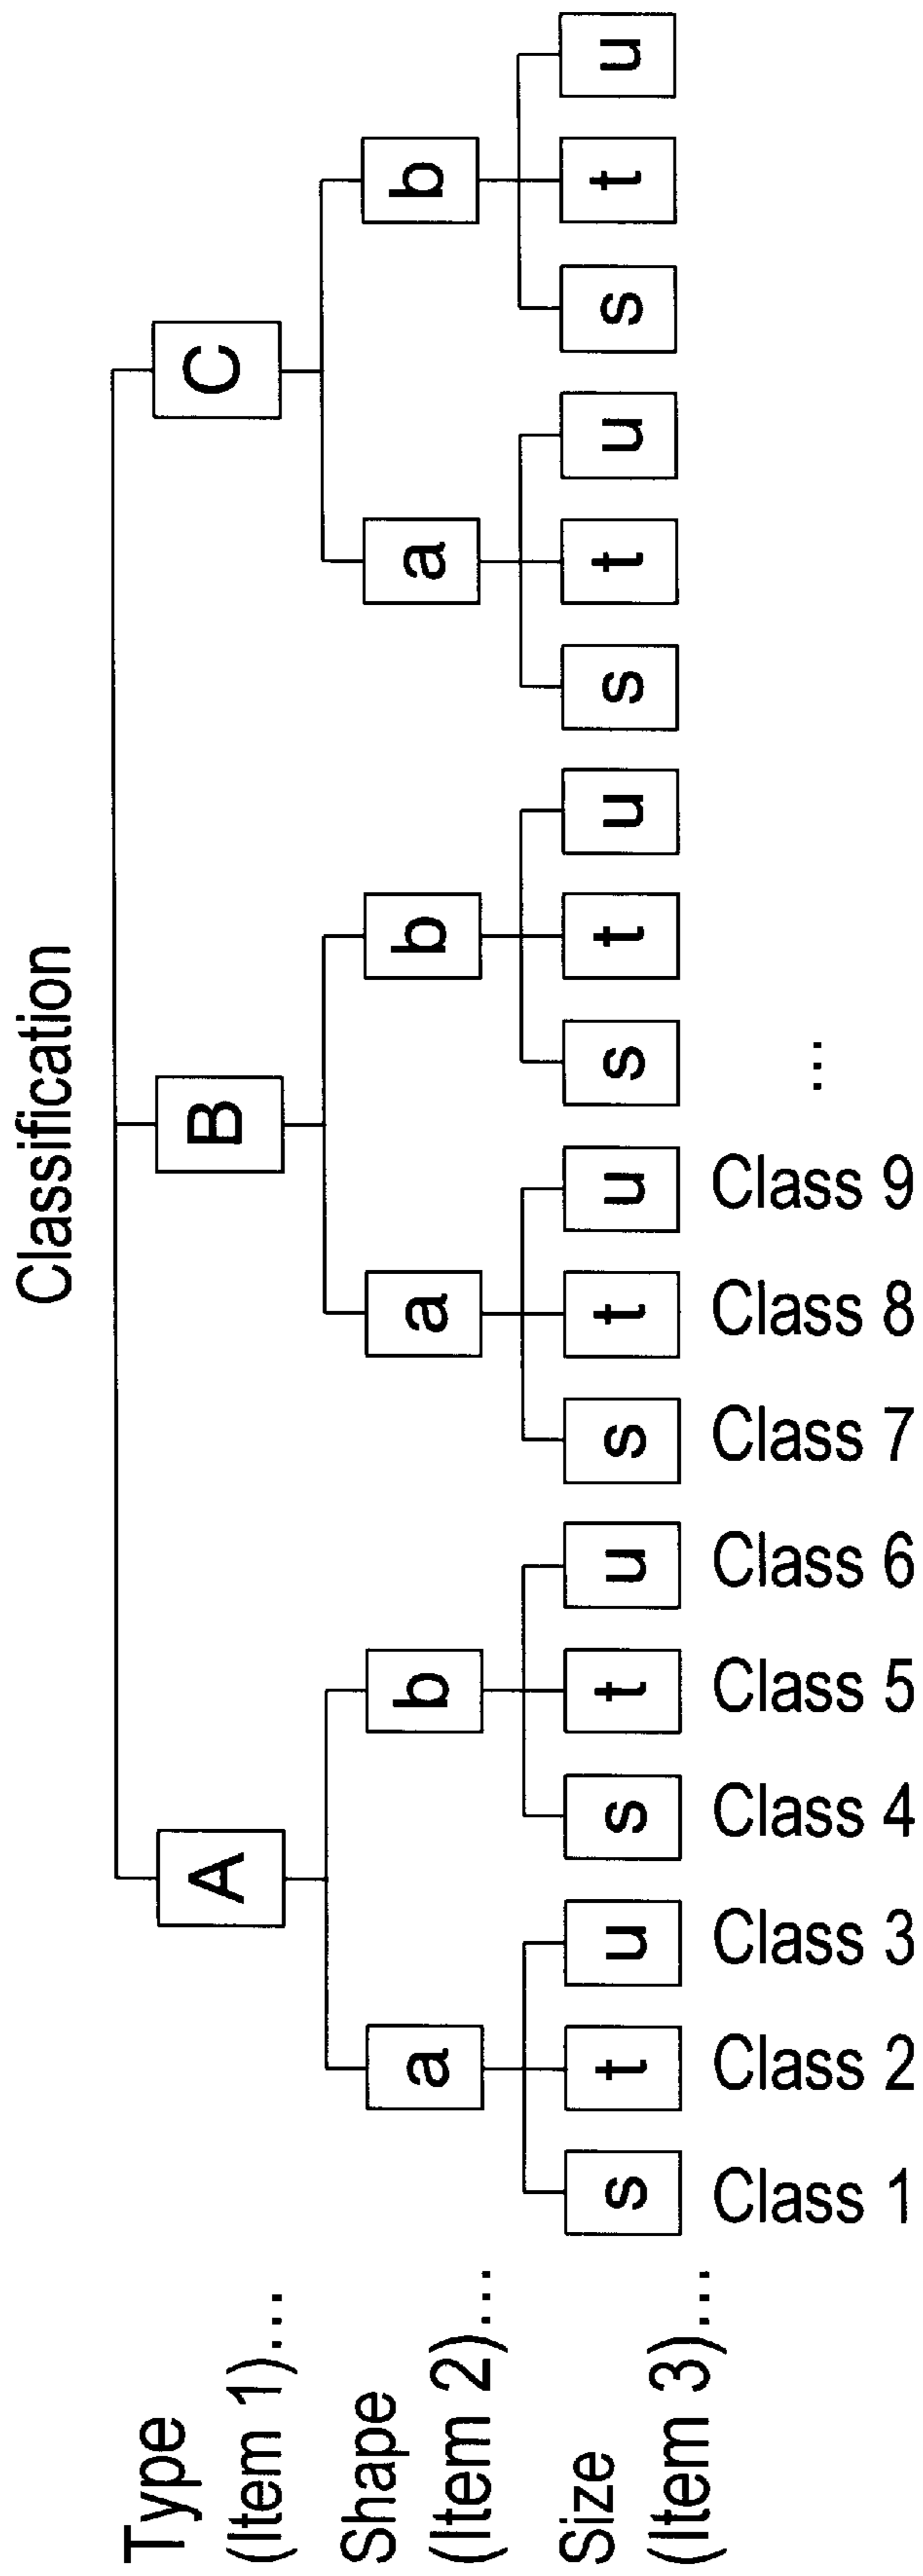 Classification
Type
(Item 1)...
A B C
Shape
(Item 2)...
a b a b a b
Size
(Item 3)...
s t u s t u s t u s t u s t u s t u
Class 1 Class 2 Class 3 Class 4 Class 5 Class 6 Class 7 Class 8 Class 9 ...